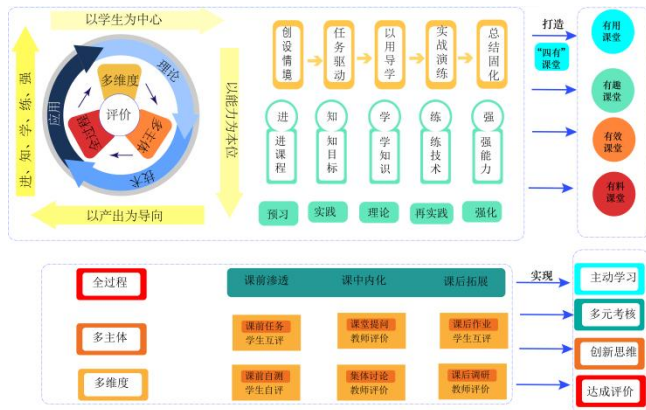 以学生为中心
进、知、学、练、强
以能力为本位
以产出为导向
理论
技术
应用
多维度
评价
全过程
多主体
创设情境
任务驱动
以用导学
实战演练
总结固化
进
知
学
练
强
进课程
知目标
学知识
练技术
强能力
预习
实践
理论
再实践
强化
打造
“四有”
课堂
有用
课堂
有趣
课堂
有效
课堂
有料
课堂
全过程
课前渗透
课中内化
课后拓展
多主体
课前任务
学生互评
课堂提问
教师评价
课后作业
学生互评
多维度
课前自测
学生自评
集体讨论
教师评价
课后调研
教师评价
实现
主动学习
多元考核
创新思维
达成评价